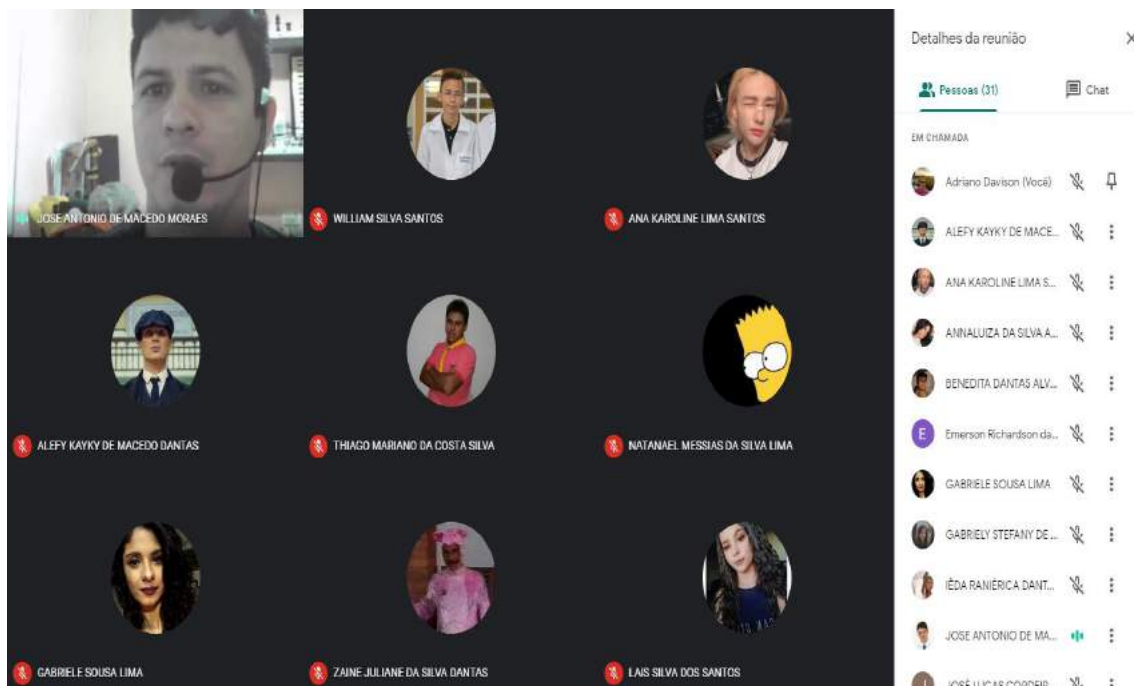 JOSE ANTONIO DE MACEDO MORAES
WILLIAM SILVA SANTOS
ANA KAROLINE LIMA SANTOS
ALEFY KAYKY DE MACEDO DANTAS
THIAGO MARIANO DA COSTA SILVA
NATANAEL MESSIAS DA SILVA LIMA
GABRIELE SOUSA LIMA
ZAINE JULIANE DA SILVA DANTAS
LAIS SILVA DOS SANTOS
Detalhes da reunião
Pessoas (31)
Chat
EM CHAMADA
Adriano Davison (Você)
ALEFY KAYKY DE MACE...
ANA KAROLINE LIMA S...
ANNALUIZA DA SILVA A...
BENEDITA DANTAS ALV...
E
Emerson Richardson da...
GABRIELE SOUSA LIMA
GABRIELY STEFANY DE ...
IÊDA RANIÉRICA DANT...
JOSE ANTONIO DE MA...
JOSÉ LUCAS CORDEIR...